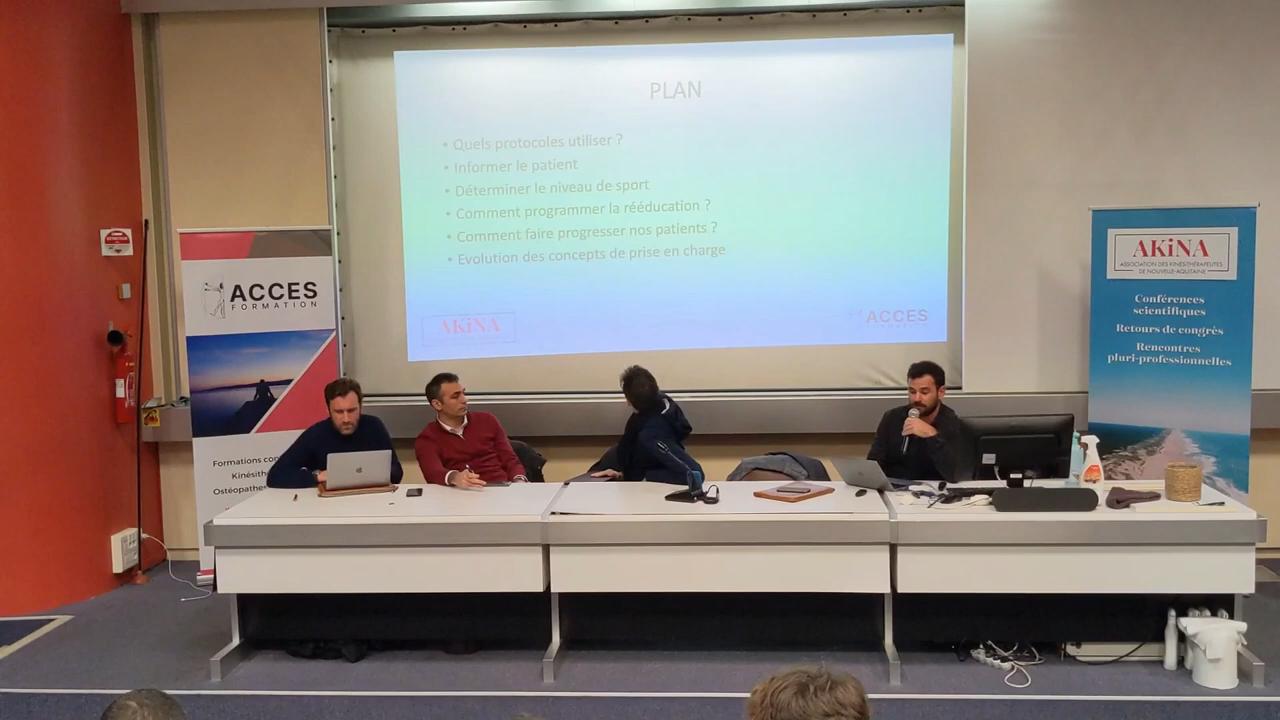 PLAN
• Quels protocoles utiliser ?
• Informer le patient
• Déterminer le niveau de sport
• Comment programmer la rééducation ?
• Comment faire progresser nos patients ?
• Evolution des concepts de prise en charge
AKiNA
ACCES
FORMATION
ACCES
FORMATION
Formations
Kinésith
Ostéopathe
AKiNA
ASSOCIATION DES KINÉSITHÉRAPEUTES
DE NOUVELLE-AQUITAINE
Conférences
scientifiques
Retours de congrès
Rencontres
pluri-professionnelles